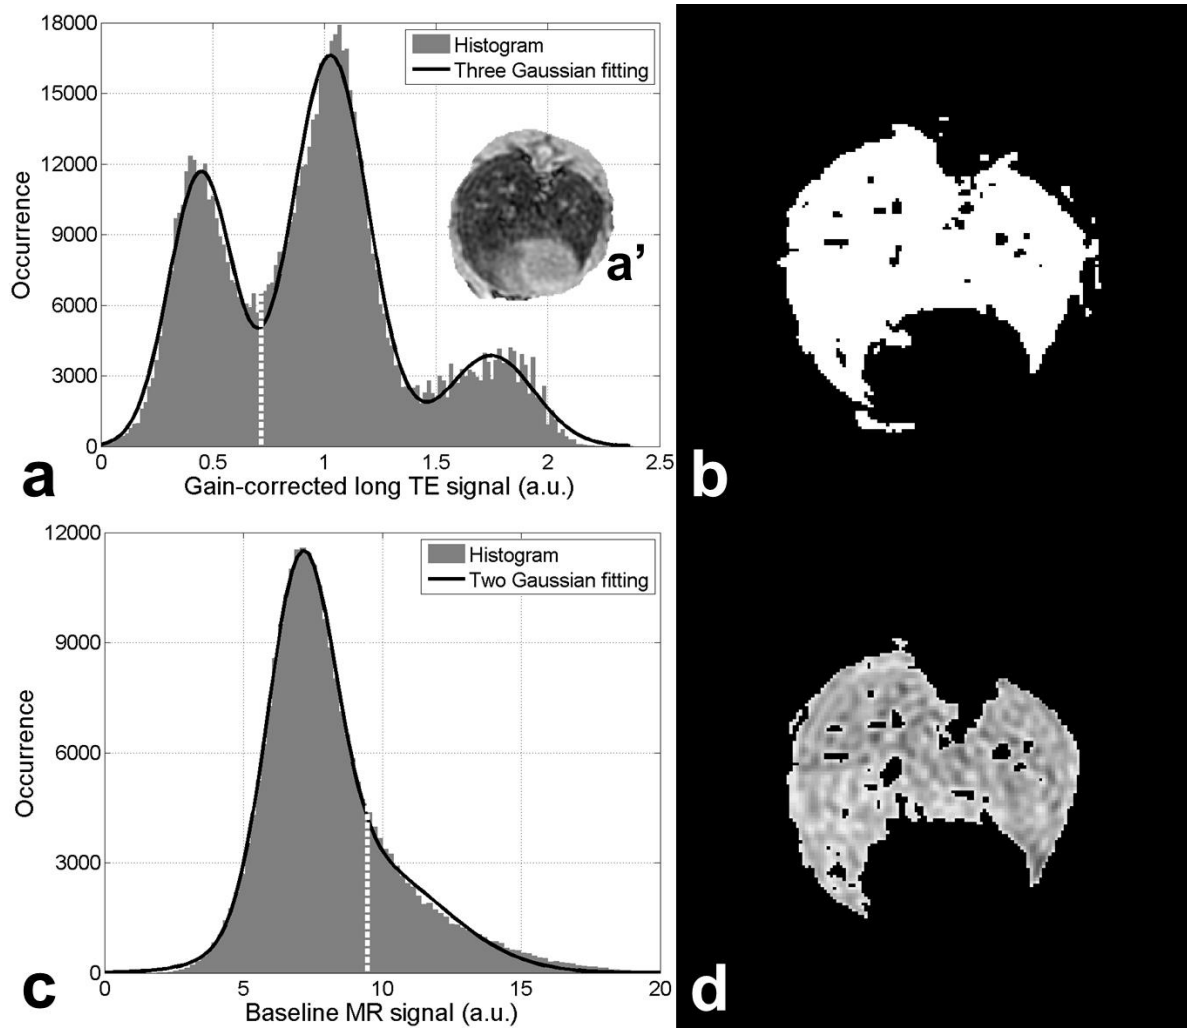 18000
15000
12000
9000
6000
3000
0
Occurrence
Histogram
Three Gaussian fitting
a'
0 0.5 1 1.5 2 2.5
Gain-corrected long TE signal (a.u.)
a
b
12000
9000
6000
3000
0
Occurrence
Histogram
Two Gaussian fitting
0 5 10 15 20
Baseline MR signal (a.u.)
c
d